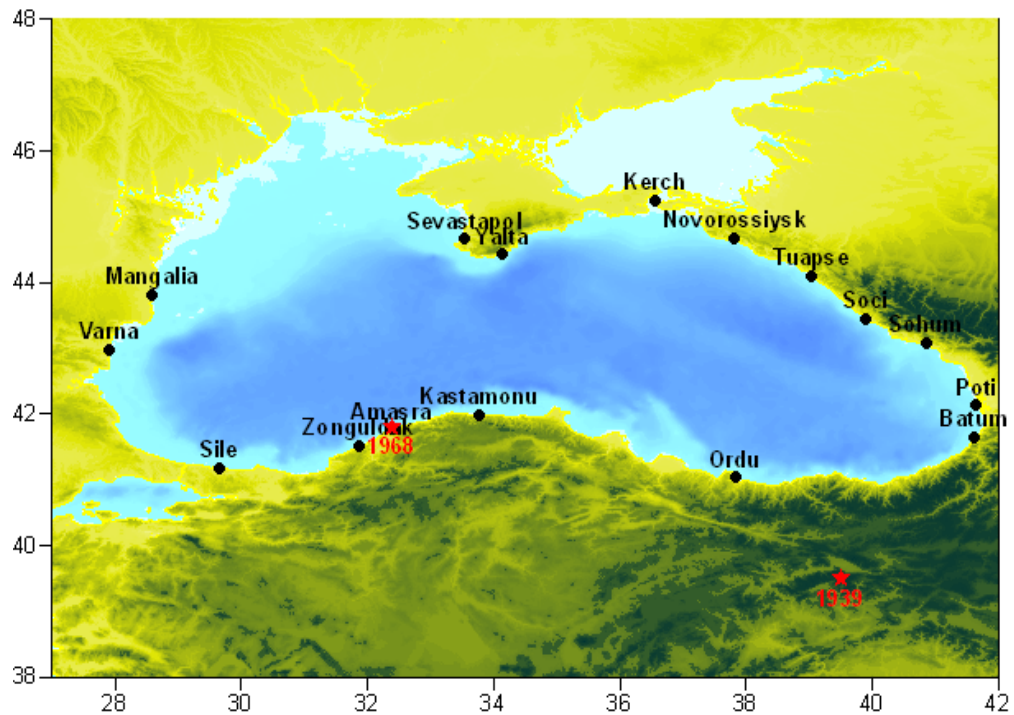 48
46
Kerch
Sevastapol
Novorossiysk
Yalta
Tuapse
44
Mangalia
Soci
Sohum
Varna
Poti
Kastamonu
42
Amasra
Batum
Zonguldak
1968
Sile
Ordu
40
1939
38
28
30
32
34
36
38
40
42